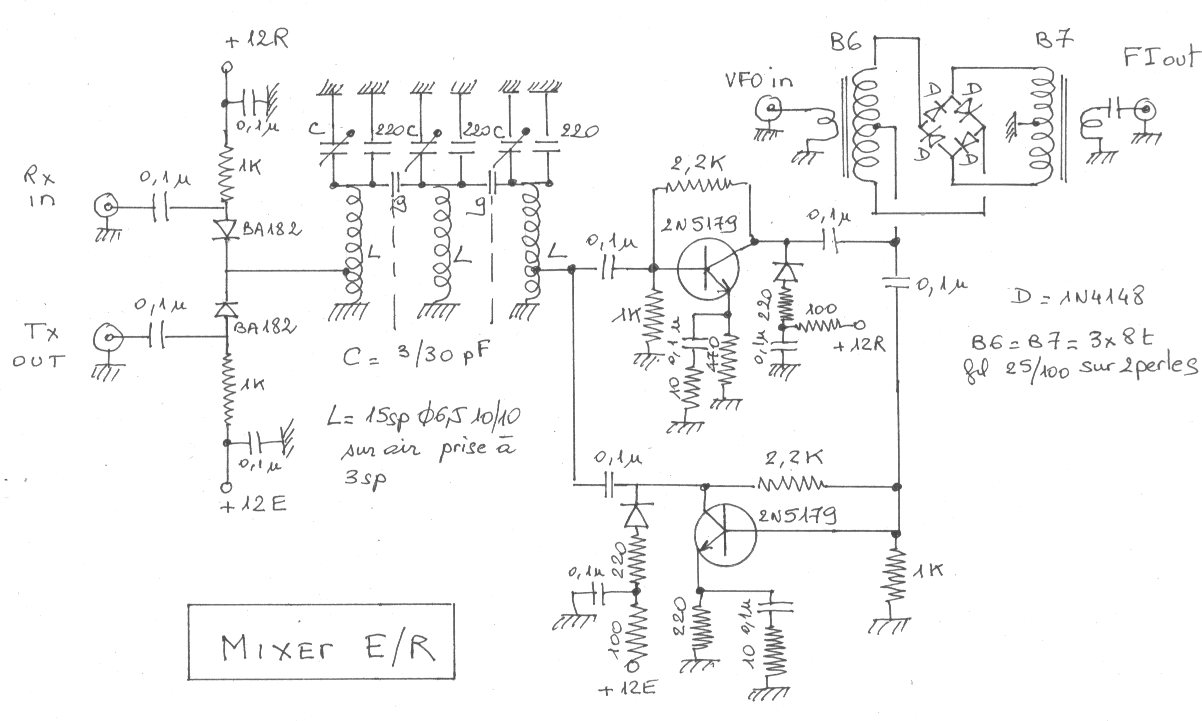 +12R
0,1µ
1K
Rx
in
0,1µ
BA182
0,1µ
BA182
Tx
OUT
1K
0,1µ
+12E
C
220
C
220
C
220
9
9
L
L
L
C = 3/30 pF
L = 15sp ϕ6,5 10/10
sur air prise à
3sp
B6
B7
VFO in
FI out
D
D
D
D
2,2K
2N5179
0,1µ
0,1µ
1K
0,1µ
10
470
220
100
0,1µ
+12R
0,1µ
D = 1N4148
B6 = B7 = 3x8t
fil 25/100 sur 2perles
0,1µ
2,2K
2N5179
220
0,1µ
100
+12E
220
0,1µ
10
1K
MIXER E/R